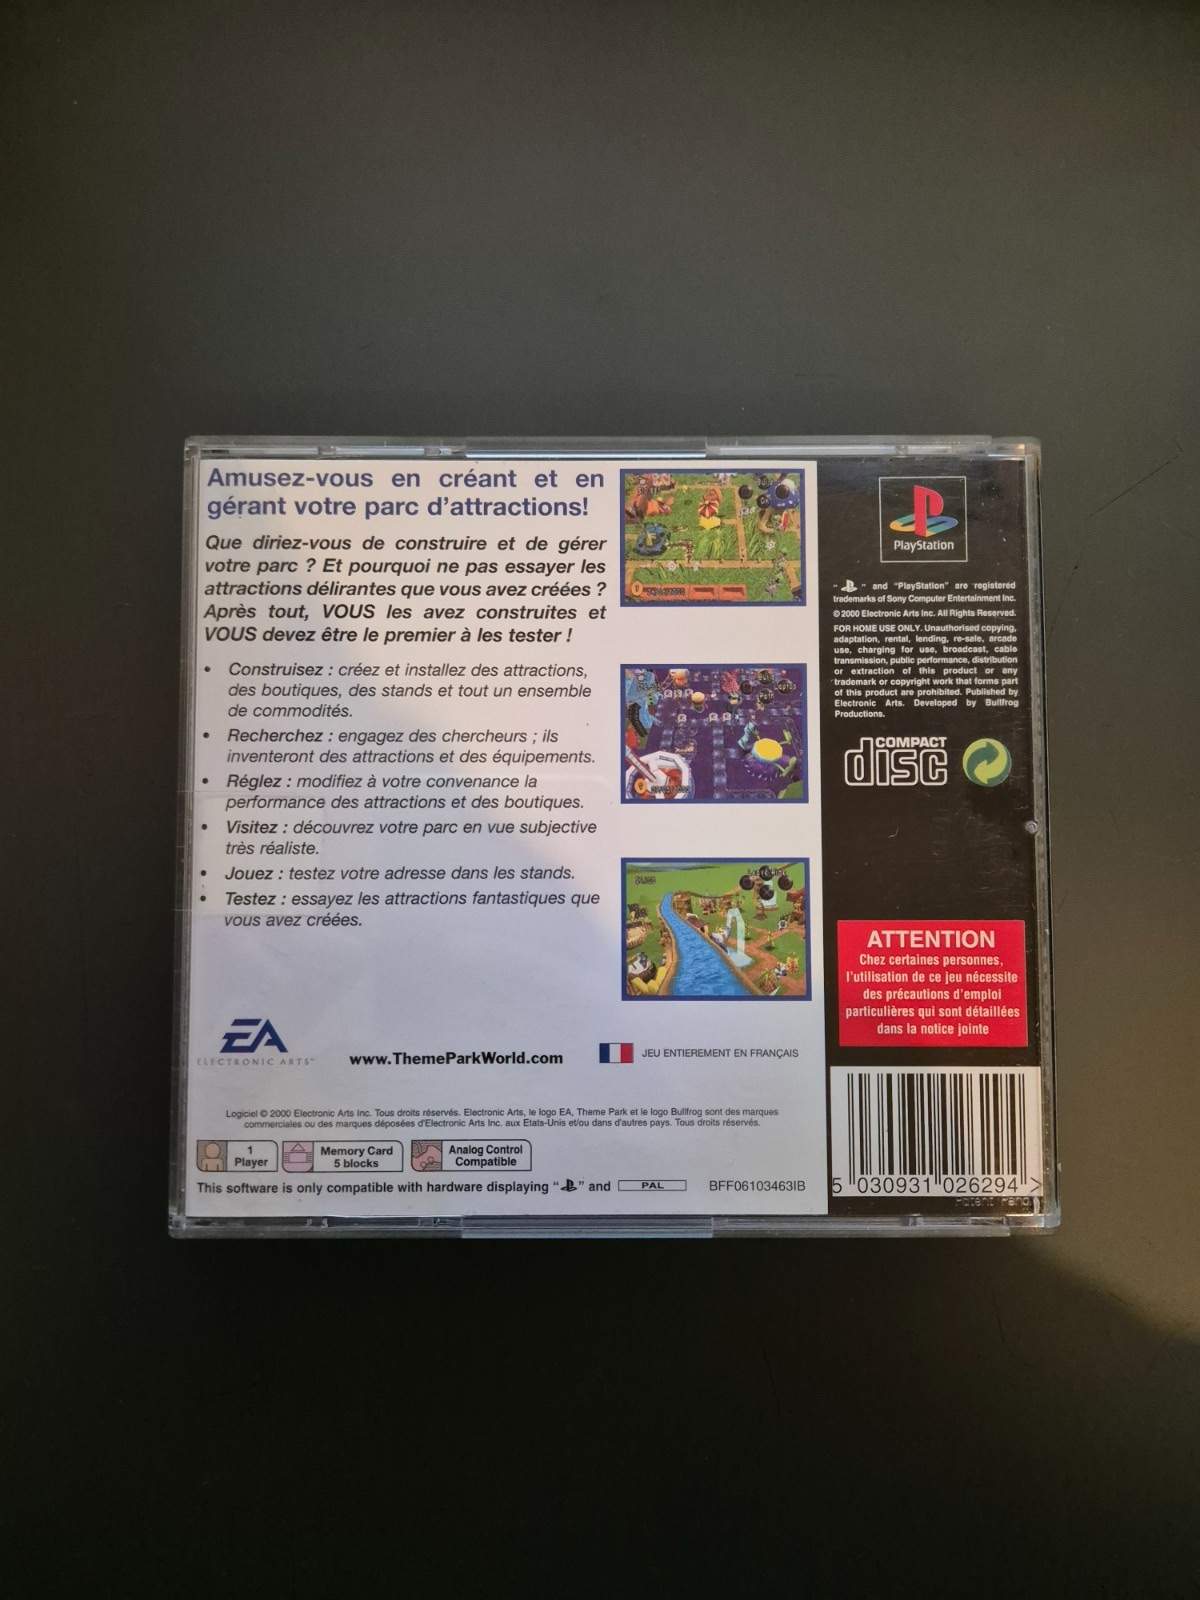 Amusez-vous en créant et en
gérant votre parc d'attractions!
Que diriez-vous de construire et de gérer
votre parc ? Et pourquoi ne pas essayer les
attractions délirantes que vous avez créées ?
Après tout, VOUS les avez construites et
VOUS devez être le premier à les tester !
• Construisez : créez et installez des attractions,
des boutiques, des stands et tout un ensemble
de commodités.
• Recherchez : engagez des chercheurs ; ils
inventeront des attractions et des équipements.
• Réglez : modifiez à votre convenance la
performance des attractions et des boutiques.
• Visitez : découvrez votre parc en vue subjective
très réaliste.
• Jouez : testez votre adresse dans les stands.
• Testez : essayez les attractions fantastiques que
vous avez créées.
EA
ELECTRONIC ARTS™
www.ThemeParkWorld.com
JEU ENTIEREMENT EN FRANÇAIS
Logiciel © 2000 Electronic Arts Inc. Tous droits réservés. Electronic Arts, le logo EA, Theme Park et le logo Bullfrog sont des marques
commerciales ou des marques déposées d'Electronic Arts Inc. aux Etats-Unis et/ou dans d'autres pays. Tous droits réservés.
1
Player
Memory Card
5 blocks
Analog Control
Compatible
This software is only compatible with hardware displaying " " and PAL
BFF06103463IB
PlayStation
" " and "PlayStation" are registered
trademarks of Sony Computer Entertainment Inc.
© 2000 Electronic Arts Inc. All Rights Reserved.
FOR HOME USE ONLY. Unauthorised copying,
adaptation, rental, lending, re-sale, arcade
use, charging for use, broadcast, cable
transmission, public performance, distribution
or extraction of this product or any
trademark or copyright work that forms part
of this product are prohibited. Published by
Electronic Arts. Developed by Bullfrog
Productions.
COMPACT
disc
ATTENTION
Chez certaines personnes,
l'utilisation de ce jeu nécessite
des précautions d'emploi
particulières qui sont détaillées
dans la notice jointe
5 030931 026294 >
Patent Pend.